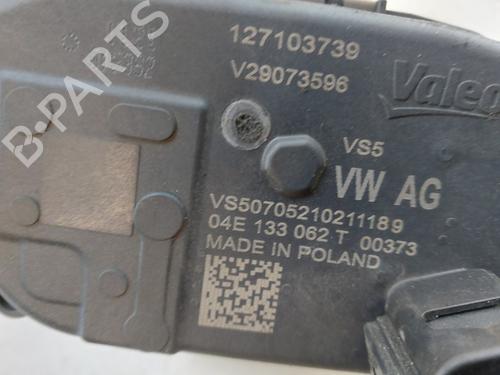 127103739
V29073596
Valeo
VS5
VW AG
VS50705210211189
04E 133 062 T 00373
MADE IN POLAND
B-PARTS